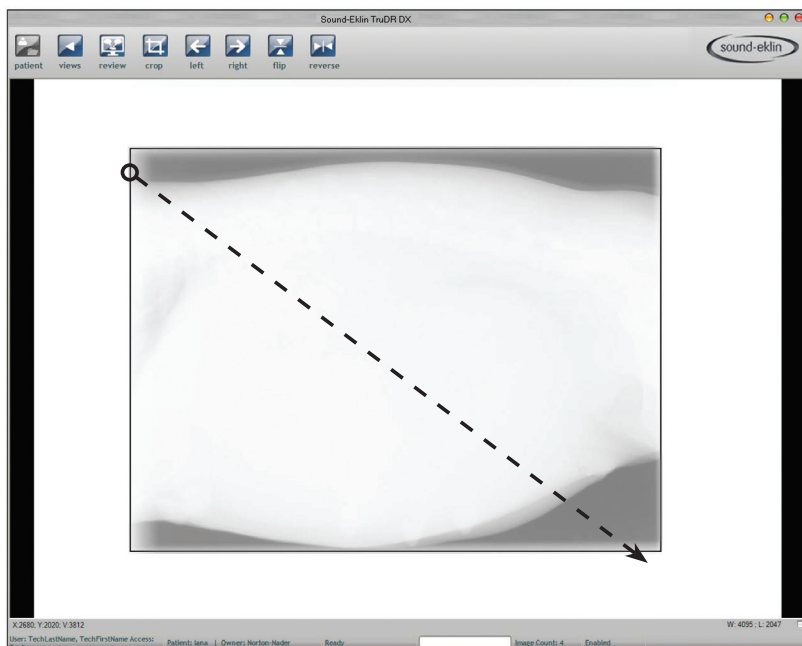 Sound-Eklin TruDR DX
patient views review crop left right flip reverse
sound-eklin
X:2680; Y:2020; V:3812 W: 4095 ; L: 2047
User: TechLastName, TechFirstName Access:
Patient: lana | Owner: Norton-Nader Ready Image Count: 4 Enabled